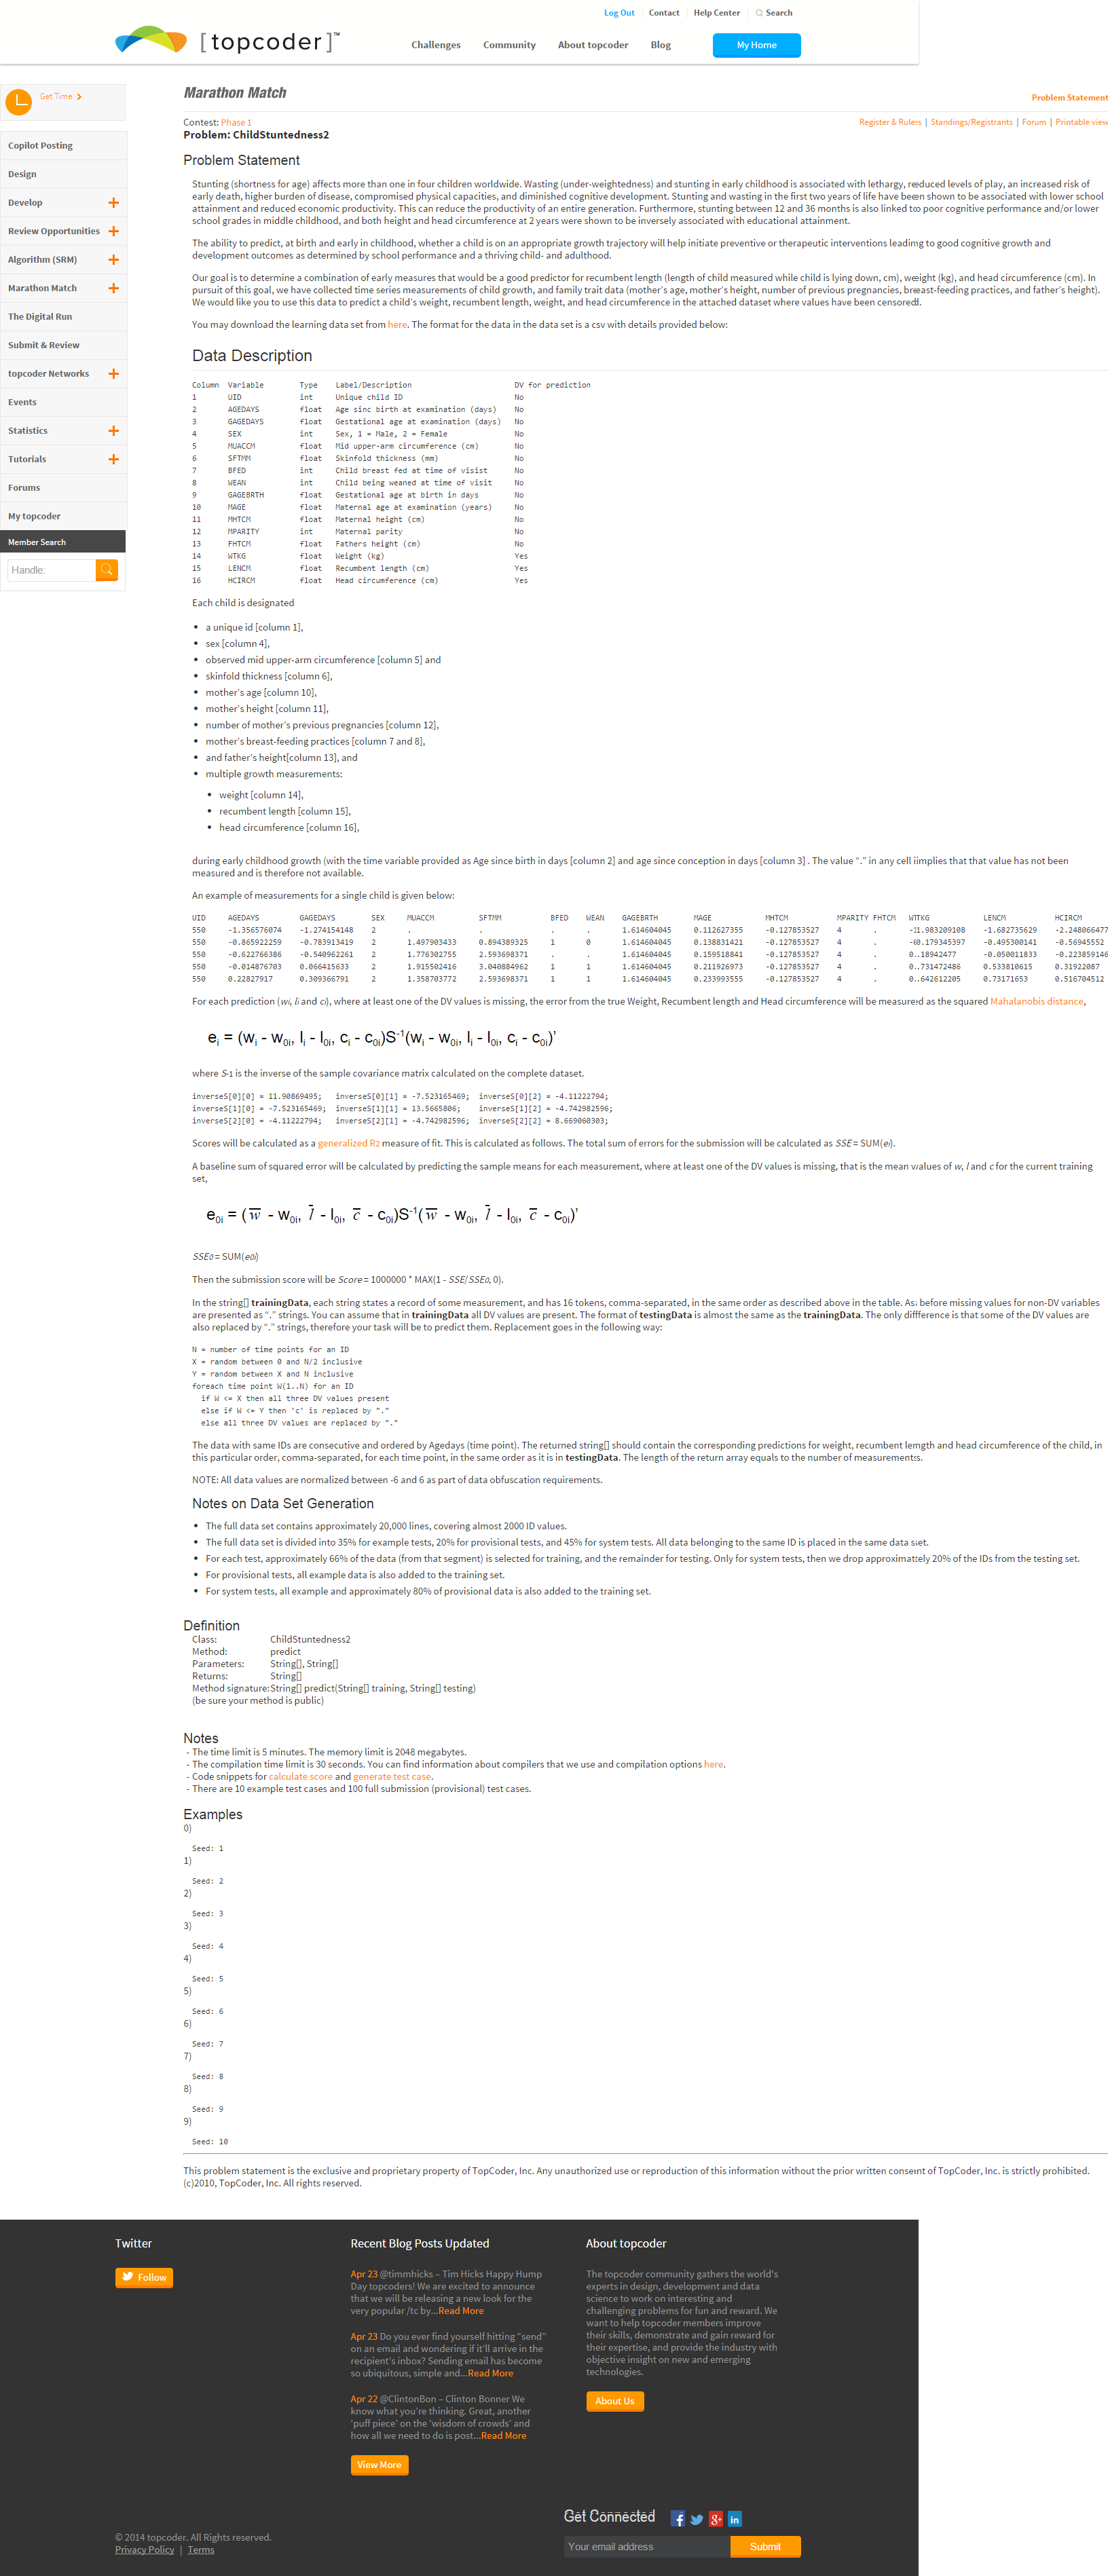 Log Out Contact Help Center Search
[ topcoder ]™ Challenges Community About topcoder Blog My Home
Get Time
Copilot Posting
Design
Develop
Review Opportunities
Algorithm (SRM)
Marathon Match
The Digital Run
Submit & Review
topcoder Networks
Events
Statistics
Tutorials
Forums
My topcoder
Member Search
Handle:
Marathon Match
Problem Statement
Contest: Phase 1 Register & Rules | Standings/Registrants | Forum | Printable view
Problem: ChildStuntedness2
Problem Statement
Stunting (shortness for age) affects more than one in four children worldwide. Wasting (under-weightedness) and stunting in early childhood is associated with lethargy, reduced levels of play, an increased risk of
early death, higher burden of disease, compromised physical capacities, and diminished cognitive development. Stunting and wasting in the first two years of life have been shown to be associated with lower school
attainment and reduced economic productivity. This can reduce the productivity of an entire generation. Furthermore, stunting between 12 and 36 months is also linked to poor cognitive performance and/or lower
school grades in middle childhood, and both height and head circumference at 2 years were shown to be inversely associated with educational attainment.
The ability to predict, at birth and early in childhood, whether a child is on an appropriate growth trajectory will help initiate preventive or therapeutic interventions leading to good cognitive growth and
development outcomes as determined by school performance and a thriving child- and adulthood.
Our goal is to determine a combination of early measures that would be a good predictor for recumbent length (length of child measured while child is lying down, cm), weight (kg), and head circumference (cm). In
pursuit of this goal, we have collected time series measurements of child growth, and family trait data (mother's age, mother's height, number of previous pregnancies, breast-feeding practices, and father's height).
We would like you to use this data to predict a child's weight, recumbent length, weight, and head circumference in the attached dataset where values have been censored.
You may download the learning data set from here. The format for the data in the data set is a csv with details provided below:
Data Description
Column Variable Type Label/Description DV for prediction
1 UID int Unique child ID No
2 AGEDAYS float Age sinc birth at examination (days) No
3 GAGEDAYS float Gestational age at examination (days) No
4 SEX int Sex, 1 = Male, 2 = Female No
5 MUACCM float Mid upper-arm circumference (cm) No
6 SFTMM float Skinfold thickness (mm) No
7 BFED int Child breast fed at time of visist No
8 WEAN int Child being weaned at time of visit No
9 GAGEBRTH float Gestational age at birth in days No
10 MAGE float Maternal age at examination (years) No
11 MHTCM float Maternal height (cm) No
12 MPARITY int Maternal parity No
13 FHTCM float Fathers height (cm) No
14 WTKG float Weight (kg) Yes
15 LENCM float Recumbent length (cm) Yes
16 HCIRCM float Head circumference (cm) Yes
Each child is designated
• a unique id [column 1],
• sex [column 4],
• observed mid upper-arm circumference [column 5] and
• skinfold thickness [column 6],
• mother's age [column 10],
• mother's height [column 11],
• number of mother's previous pregnancies [column 12],
• mother's breast-feeding practices [column 7 and 8],
• and father's height[column 13], and
• multiple growth measurements:
• weight [column 14],
• recumbent length [column 15],
• head circumference [column 16],
during early childhood growth (with the time variable provided as Age since birth in days [column 2] and age since conception in days [column 3] . The value "." in any cell iimplies that that value has not been
measured and is therefore not available.
An example of measurements for a single child is given below:
UID AGEDAYS GAGEDAYS SEX MUACCM SFTMM BFED WEAN GAGEBRTH MAGE MHTCM MPARITY FHTCM WTKG LENCM HCIRCM
550 -1.356576074 -1.274154148 2 . . . . 1.614604045 0.112627355 -0.127853527 4 . -1.983209108 -1.682735629 -2.248066477
550 -0.865922259 -0.783913419 2 1.497903433 0.894389325 1 0 1.614604045 0.138831421 -0.127853527 4 . -0.179345397 -0.495300141 -0.56945552
550 -0.622766386 -0.540962261 2 1.776302755 2.593698371 . . 1.614604045 0.159518841 -0.127853527 4 . 0.18942477 -0.050011833 -0.223859146
550 -0.014876703 0.066415633 2 1.915502416 3.040884962 1 1 1.614604045 0.211926973 -0.127853527 4 . 0.731472486 0.533810615 0.31922087
550 0.22827917 0.309366791 2 1.358703772 2.593698371 1 1 1.614604045 0.233993553 -0.127853527 4 . 0.642612205 0.73171653 0.516704512
For each prediction (wi, li and ci), where at least one of the DV values is missing, the error from the true Weight, Recumbent length and Head circumference will be measured as the squared Mahalanobis distance,
ei = (wi - w0i, li - l0i, ci - c0i)S-1(wi - w0i, li - l0i, ci - c0i)'
where S-1 is the inverse of the sample covariance matrix calculated on the complete dataset.
inverseS[0][0] = 11.90869495; inverseS[0][1] = -7.523165469; inverseS[0][2] = -4.11222794;
inverseS[1][0] = -7.523165469; inverseS[1][1] = 13.5665806; inverseS[1][2] = -4.742982596;
inverseS[2][0] = -4.11222794; inverseS[2][1] = -4.742982596; inverseS[2][2] = 8.669060303;
Scores will be calculated as a generalized R2 measure of fit. This is calculated as follows. The total sum of errors for the submission will be calculated as SSE = SUM(ei).
A baseline sum of squared error will be calculated by predicting the sample means for each measurement, where at least one of the DV values is missing, that is the mean values of w, l and c for the current training
set,
e0i = (w̅ - w0i, l̅ - l0i, c̅ - c0i)S-1(w̅ - w0i, l̅ - l0i, c̅ - c0i)'
SSE0 = SUM(e0i)
Then the submission score will be Score = 1000000 * MAX(1 - SSE/SSE0, 0).
In the string[] trainingData, each string states a record of some measurement, and has 16 tokens, comma-separated, in the same order as described above in the table. As before missing values for non-DV variables
are presented as "." strings. You can assume that in trainingData all DV values are present. The format of testingData is almost the same as the trainingData. The only diffference is that some of the DV values are
also replaced by "." strings, therefore your task will be to predict them. Replacement goes in the following way:
N = number of time points for an ID
X = random between 0 and N/2 inclusive
Y = random between X and N inclusive
foreach time point W(1..N) for an ID
if W <= X then all three DV values present
else if W <= Y then 'c' is replaced by "."
else all three DV values are replaced by "."
The data with same IDs are consecutive and ordered by Agedays (time point). The returned string[] should contain the corresponding predictions for weight, recumbent length and head circumference of the child, in
this particular order, comma-separated, for each time point, in the same order as it is in testingData. The length of the return array equals to the number of measurements.
NOTE: All data values are normalized between -6 and 6 as part of data obfuscation requirements.
Notes on Data Set Generation
• The full data set contains approximately 20,000 lines, covering almost 2000 ID values.
• The full data set is divided into 35% for example tests, 20% for provisional tests, and 45% for system tests. All data belonging to the same ID is placed in the same data set.
• For each test, approximately 66% of the data (from that segment) is selected for training, and the remainder for testing. Only for system tests, then we drop approximately 20% of the IDs from the testing set.
• For provisional tests, all example data is also added to the training set.
• For system tests, all example and approximately 80% of provisional data is also added to the training set.
Definition
Class: ChildStuntedness2
Method: predict
Parameters: String[], String[]
Returns: String[]
Method signature:String[] predict(String[] training, String[] testing)
(be sure your method is public)
Notes
- The time limit is 5 minutes. The memory limit is 2048 megabytes.
- The compilation time limit is 30 seconds. You can find information about compilers that we use and compilation options here.
- Code snippets for calculate score and generate test case.
- There are 10 example test cases and 100 full submission (provisional) test cases.
Examples
0)
Seed: 1
1)
Seed: 2
2)
Seed: 3
3)
Seed: 4
4)
Seed: 5
5)
Seed: 6
6)
Seed: 7
7)
Seed: 8
8)
Seed: 9
9)
Seed: 10
This problem statement is the exclusive and proprietary property of TopCoder, Inc. Any unauthorized use or reproduction of this information without the prior written consent of TopCoder, Inc. is strictly prohibited.
(c)2010, TopCoder, Inc. All rights reserved.
Twitter
Follow
Recent Blog Posts Updated
Apr 23 @timmhicks – Tim Hicks Happy Hump
Day topcoders! We are excited to announce
that we will be releasing a new look for the
very popular /tc by...Read More
Apr 23 Do you ever find yourself hitting "send"
on an email and wondering if it'll arrive in the
recipient's inbox? Sending email has become
so ubiquitous, simple and...Read More
Apr 22 @ClintonBon – Clinton Bonner We
know what you're thinking. Great, another
'puff piece' on the 'wisdom of crowds' and
how all we need to do is post...Read More
View More
About topcoder
The topcoder community gathers the world's
experts in design, development and data
science to work on interesting and
challenging problems for fun and reward. We
want to help topcoder members improve
their skills, demonstrate and gain reward for
their expertise, and provide the industry with
objective insight on new and emerging
technologies.
About Us
Get Connected
Your email address Submit
© 2014 topcoder. All Rights reserved.
Privacy Policy | Terms